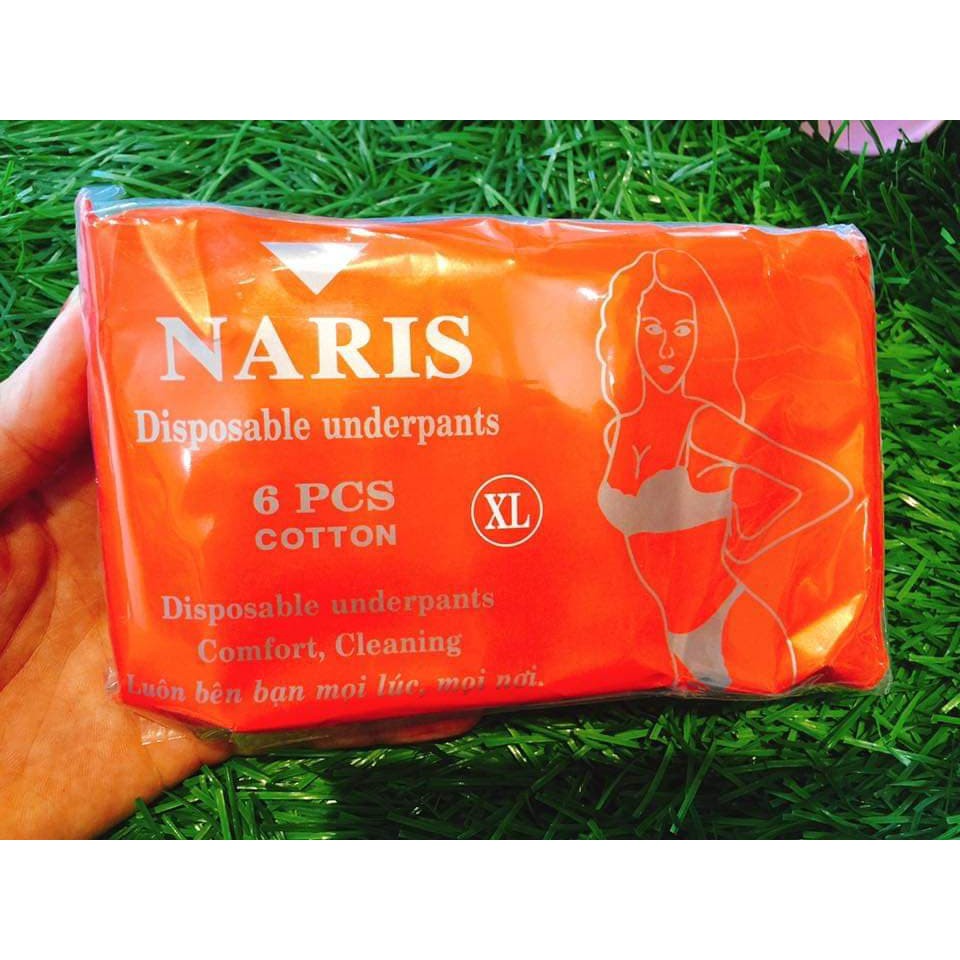 NARIS
Disposable underpants
6 PCS
COTTON
XL
Disposable underpants
Comfort, Cleaning
Luôn bên bạn mọi lúc, mọi nơi.